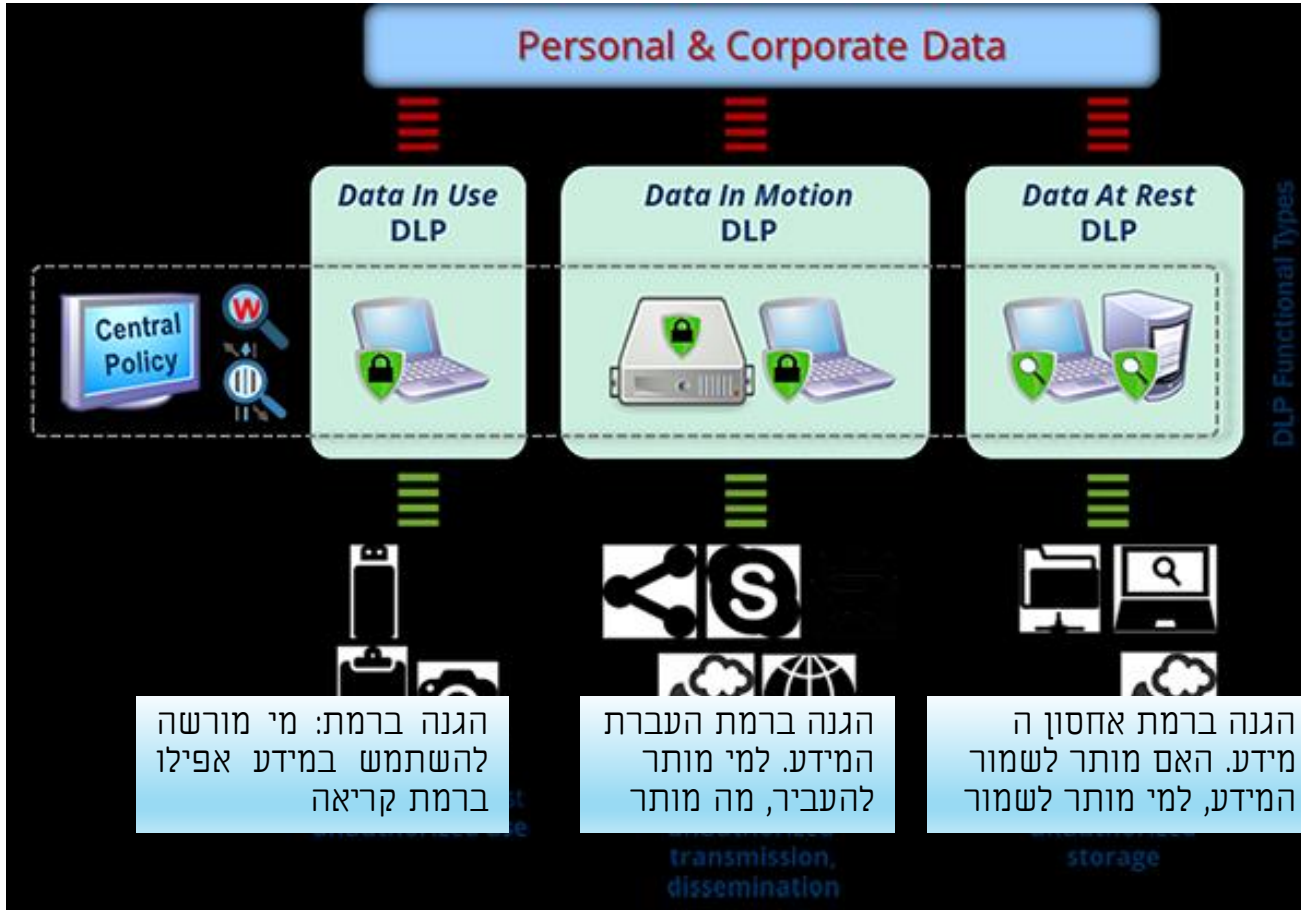 Personal & Corporate Data
Data In Use
DLP
Data In Motion
DLP
Data At Rest
DLP
DLP Functional Types
Central
Policy
W
S
הגנה ברמת: מי מורשה
להשתמש במידע אפילו
ברמת קריאה
הגנה ברמת העברת
המידע. למי מותר
להעביר, מה מותר
הגנה ברמת אחסון ה
מידע. האם מותר לשמור
המידע, למי מותר לשמור
transmission,
dissemination
storage